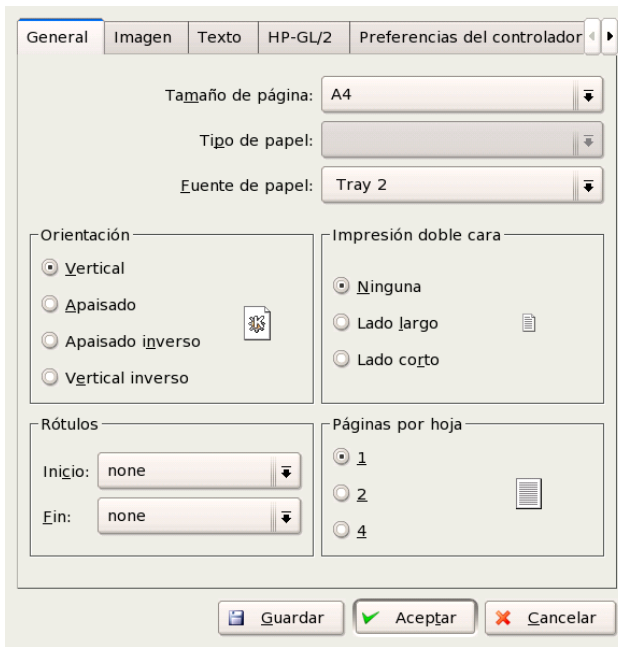 General Imagen Texto HP-GL/2 Preferencias del controlador
Tamaño de página: A4
Tipo de papel:
Fuente de papel: Tray 2
Orientación
Vertical
Apaisado
Apaisado inverso
Vertical inverso
Impresión doble cara
Ninguna
Lado largo
Lado corto
Rótulos
Inicio: none
Fin: none
Páginas por hoja
1
2
4
Guardar Aceptar Cancelar